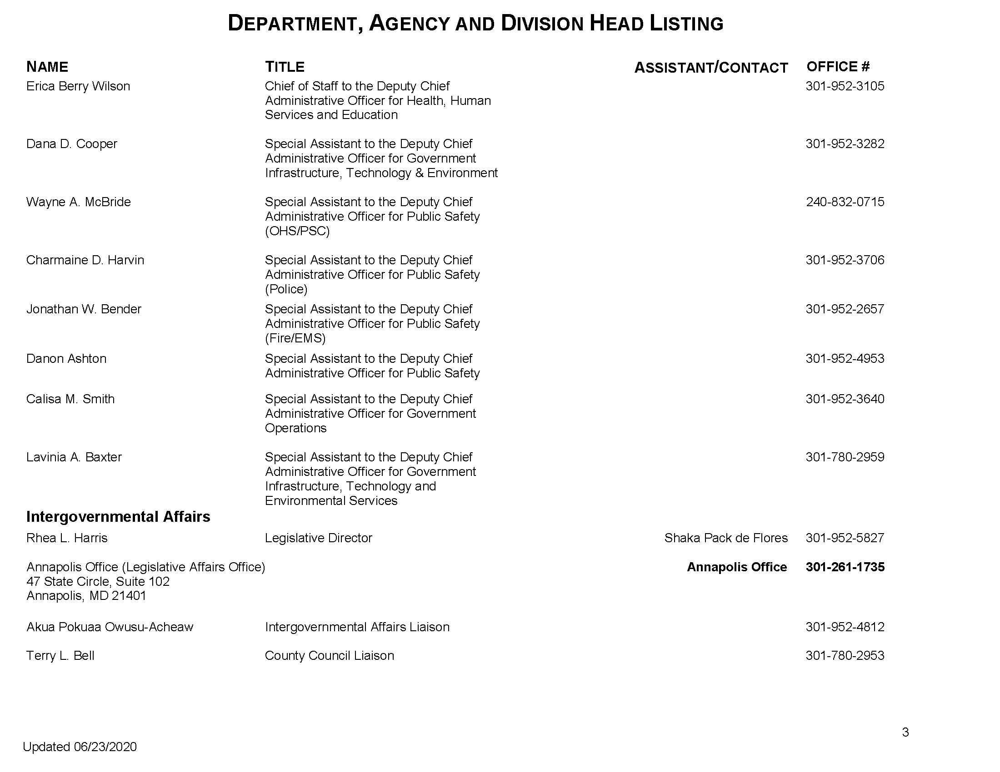 DEPARTMENT, AGENCY AND DIVISION HEAD LISTING
NAME TITLE ASSISTANT/CONTACT OFFICE #
Erica Berry Wilson Chief of Staff to the Deputy Chief 301-952-3105
Administrative Officer for Health, Human
Services and Education
Dana D. Cooper Special Assistant to the Deputy Chief 301-952-3282
Administrative Officer for Government
Infrastructure, Technology & Environment
Wayne A. McBride Special Assistant to the Deputy Chief 240-832-0715
Administrative Officer for Public Safety
(OHS/PSC)
Charmaine D. Harvin Special Assistant to the Deputy Chief 301-952-3706
Administrative Officer for Public Safety
(Police)
Jonathan W. Bender Special Assistant to the Deputy Chief 301-952-2657
Administrative Officer for Public Safety
(Fire/EMS)
Danon Ashton Special Assistant to the Deputy Chief 301-952-4953
Administrative Officer for Public Safety
Calisa M. Smith Special Assistant to the Deputy Chief 301-952-3640
Administrative Officer for Government
Operations
Lavinia A. Baxter Special Assistant to the Deputy Chief 301-780-2959
Administrative Officer for Government
Infrastructure, Technology and
Environmental Services
Intergovernmental Affairs
Rhea L. Harris Legislative Director Shaka Pack de Flores 301-952-5827
Annapolis Office (Legislative Affairs Office) Annapolis Office 301-261-1735
47 State Circle, Suite 102
Annapolis, MD 21401
Akua Pokuaa Owusu-Acheaw Intergovernmental Affairs Liaison 301-952-4812
Terry L. Bell County Council Liaison 301-780-2953
3
Updated 06/23/2020